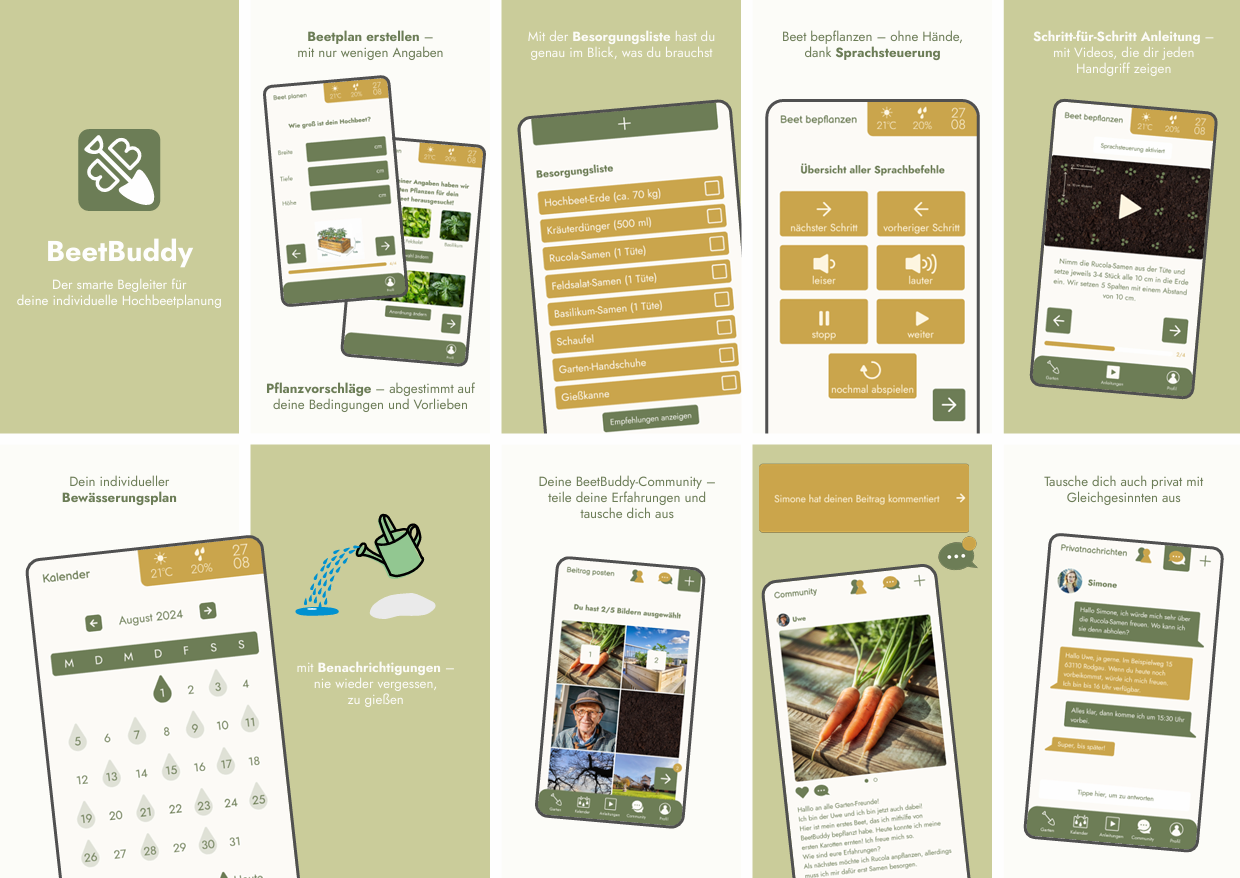 BeetBuddy
Der smarte Begleiter für
deine individuelle Hochbeetplanung
Beetplan erstellen –
mit nur wenigen Angaben
Beet planen
21°C
20%
27
08
Wie groß ist dein Hochbeet?
Breite
cm
Tiefe
cm
Höhe
cm
Profil
21°C
20%
27
08
einer Angaben haben wir
ten Pflanzen für dein
eet herausgesucht!
Feldsalat
Basilikum
Anordnung ändern
Profil
Pflanzvorschläge – abgestimmt auf
deine Bedingungen und Vorlieben
Mit der Besorgungsliste hast du
genau im Blick, was du brauchst
Besorgungsliste
Hochbeet-Erde (ca. 70 kg)
Kräuterdünger (500 ml)
Rucola-Samen (1 Tüte)
Feldsalat-Samen (1 Tüte)
Basilikum-Samen (1 Tüte)
Schaufel
Garten-Handschuhe
Gießkanne
Empfehlungen anzeigen
Beet bepflanzen – ohne Hände,
dank Sprachsteuerung
Beet bepflanzen
21°C
20%
27
08
Übersicht aller Sprachbefehle
nächster Schritt
vorheriger Schritt
leiser
lauter
stopp
weiter
nochmal abspielen
Schritt-für-Schritt Anleitung –
mit Videos, die dir jeden
Handgriff zeigen
Beet bepflanzen
21°C
20%
27
08
Sprachsteuerung aktiviert
Nimm die Rucola-Samen aus der Tüte und
setze jeweils 3-4 Stück alle 10 cm in die Erde
ein. Wir setzen 5 Spalten mit einem Abstand
von 10 cm.
2/4
Garten
Anleitungen
Profil
Dein individueller
Bewässerungsplan
Kalender
21°C
20%
27
08
August 2024
M D M D F S S
1 2 3 4
5 6 7 8 9 10 11
12 13 14 15 16 17 18
19 20 21 22 23 24 25
26 27 28 29 30 31
Heute
mit Benachrichtigungen –
nie wieder vergessen,
zu gießen
Deine BeetBuddy-Community –
teile deine Erfahrungen und
tausche dich aus
Beitrag posten
Du hast 2/5 Bildern ausgewählt
1
2
Garten
Kalender
Anleitungen
Community
Profil
Simone hat deinen Beitrag kommentiert
Community
Uwe
Halllo an alle Garten-Freunde!
Ich bin der Uwe und ich bin jetzt auch dabei!
Hier ist mein erstes Beet, das ich mithilfe von
BeetBuddy bepflanzt habe. Heute konnte ich meine
ersten Karotten ernten! Ich freue mich so.
Wie sind eure Erfahrungen?
Als nächstes möchte ich Rucola anpflanzen, allerdings
muss ich mir dafür erst Samen besorgen.
Tausche dich auch privat mit
Gleichgesinnten aus
Privatnachrichten
Simone
Hallo Simone, ich würde mich sehr über
die Rucola-Samen freuen. Wo kann ich
sie denn abholen?
Hallo Uwe, ja gerne. Im Beispielweg 15
63110 Rodgau. Wenn du heute noch
vorbeikommst, würde ich mich freuen.
Ich bin bis 16 Uhr verfügbar.
Alles klar, dann komme ich um 15:30 Uhr
vorbei.
Super, bis später!
Tippe hier, um zu antworten
Garten
Kalender
Anleitungen
Community
Profil